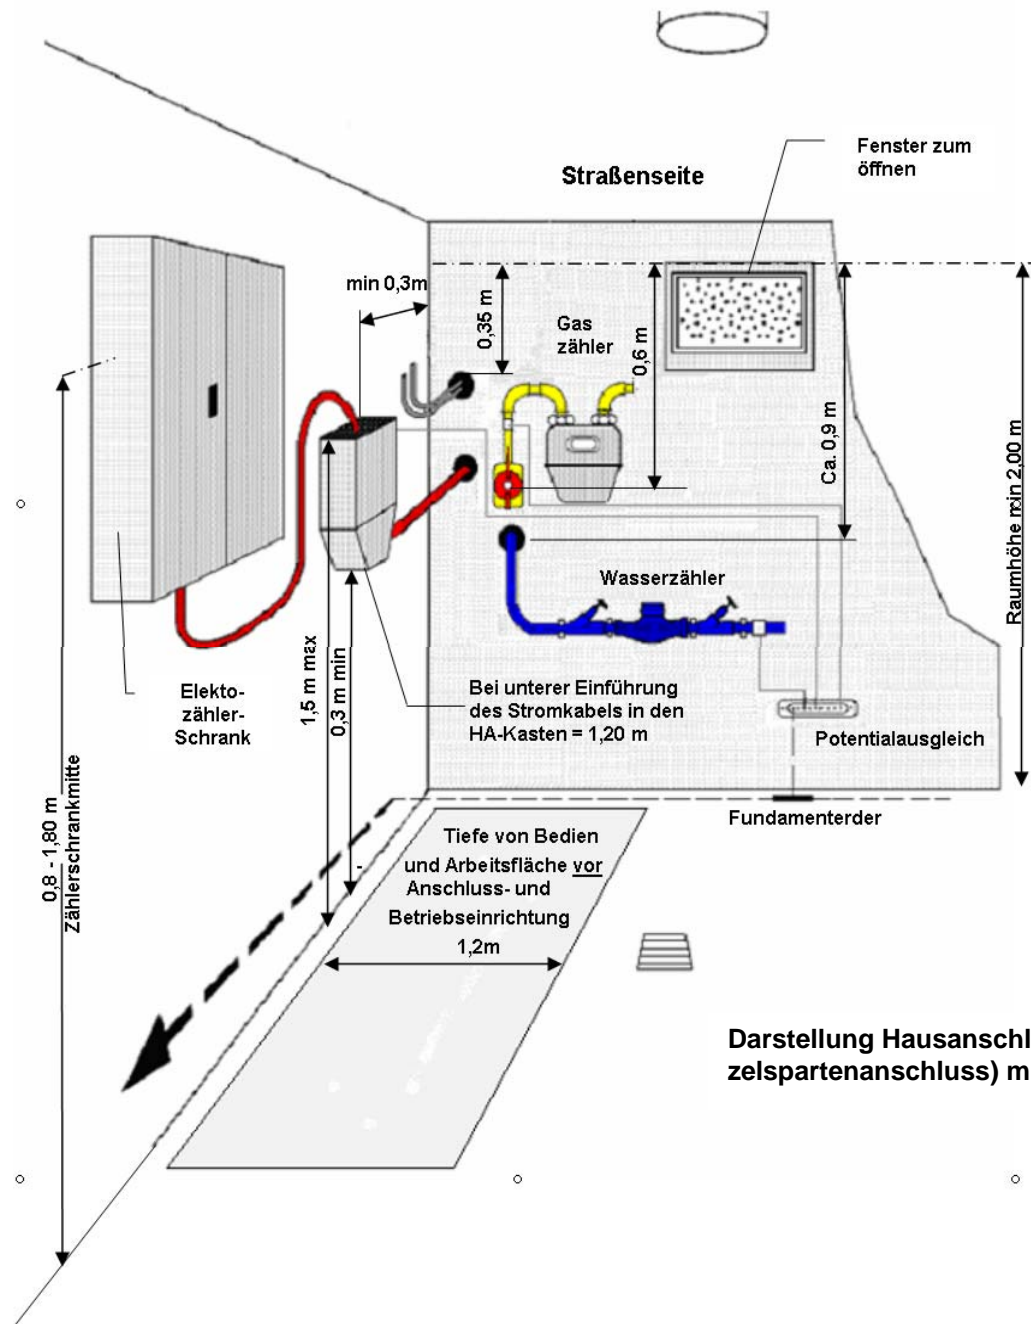 Fenster zum
öffnen
Straßenseite
min 0,3m
0,35 m
Gas
zähler
0,6 m
Ca. 0,9 m
Raumhöhe min 2,00 m
Wasserzähler
1,5 m max
0,3 m min
Elekto-
zähler-
Schrank
Bei unterer Einführung
des Stromkabels in den
HA-Kasten = 1,20 m
Potentialausgleich
0,8 - 1,80 m
Zählerschrankmitte
Fundamenterder
Tiefe von Bedien
und Arbeitsfläche vor
Anschluss- und
Betriebseinrichtung
1,2m
Darstellung Hausanschl
zelspartenanschluss) m